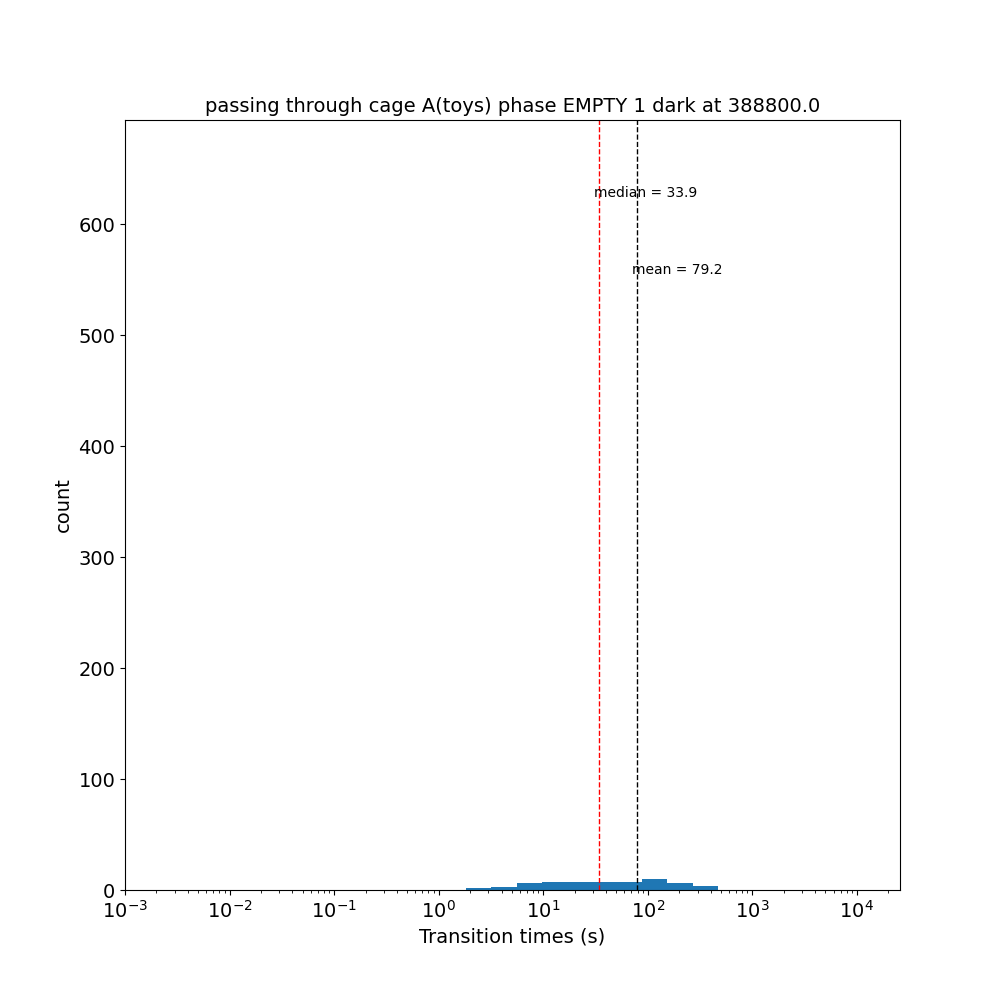 passing through cage A(toys) phase EMPTY 1 dark at 388800.0
median = 33.9
mean = 79.2
600
500
400
300
200
100
0
count
10⁻³ 10⁻² 10⁻¹ 10⁰ 10¹ 10² 10³ 10⁴
Transition times (s)